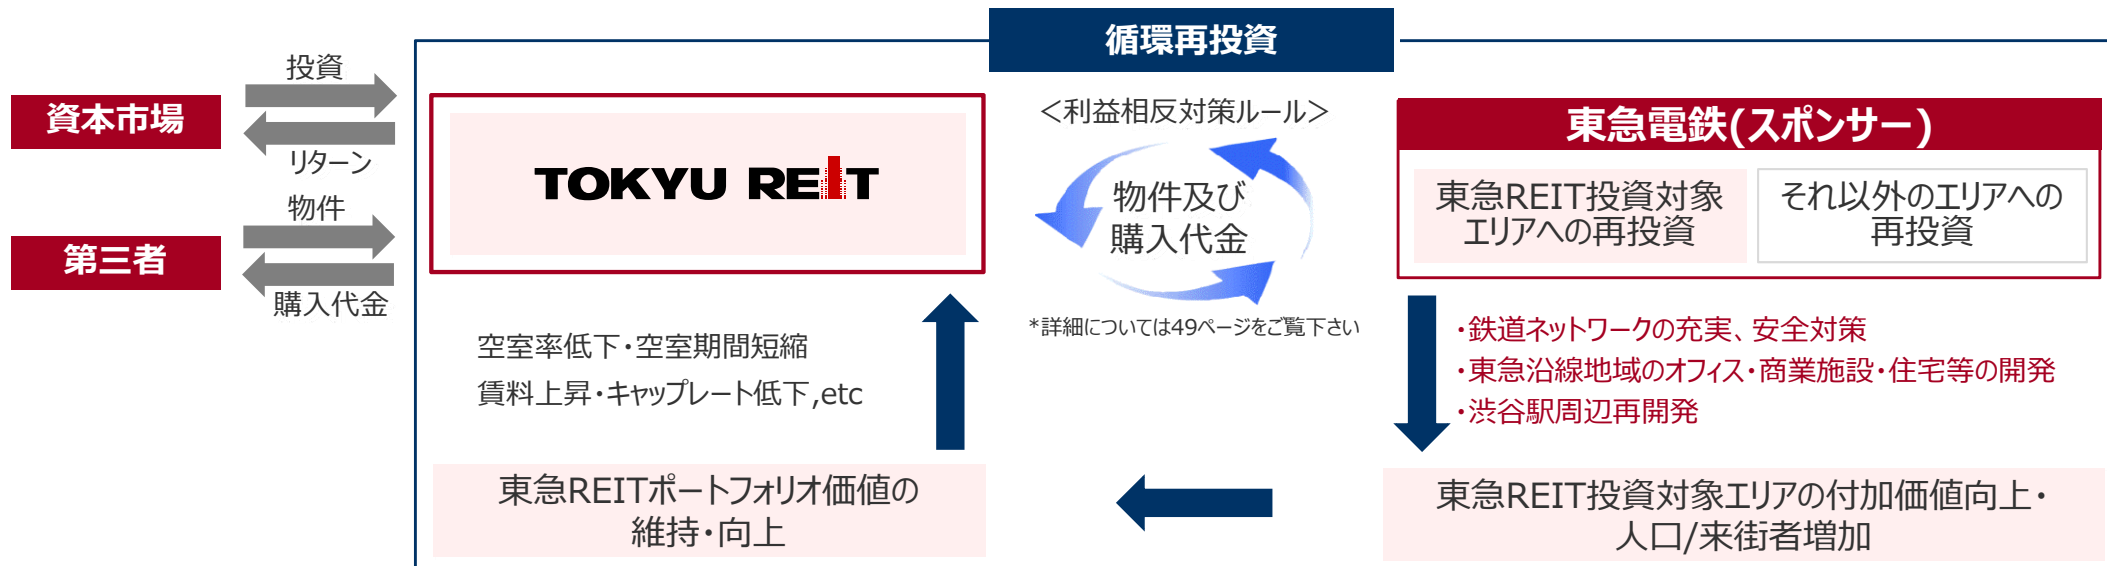 循環再投資
投資
資本市場
リターン
物件
第三者
購入代金
TOKYU REIT
＜利益相反対策ルール＞
物件及び
購入代金
*詳細については49ページをご覧下さい
東急電鉄(スポンサー)
東急REIT投資対象
エリアへの再投資
それ以外のエリアへの
再投資
空室率低下・空室期間短縮
賃料上昇・キャップレート低下,etc
・鉄道ネットワークの充実、安全対策
・東急沿線地域のオフィス・商業施設・住宅等の開発
・渋谷駅周辺再開発
東急REITポートフォリオ価値の
維持・向上
東急REIT投資対象エリアの付加価値向上・
人口/来街者増加